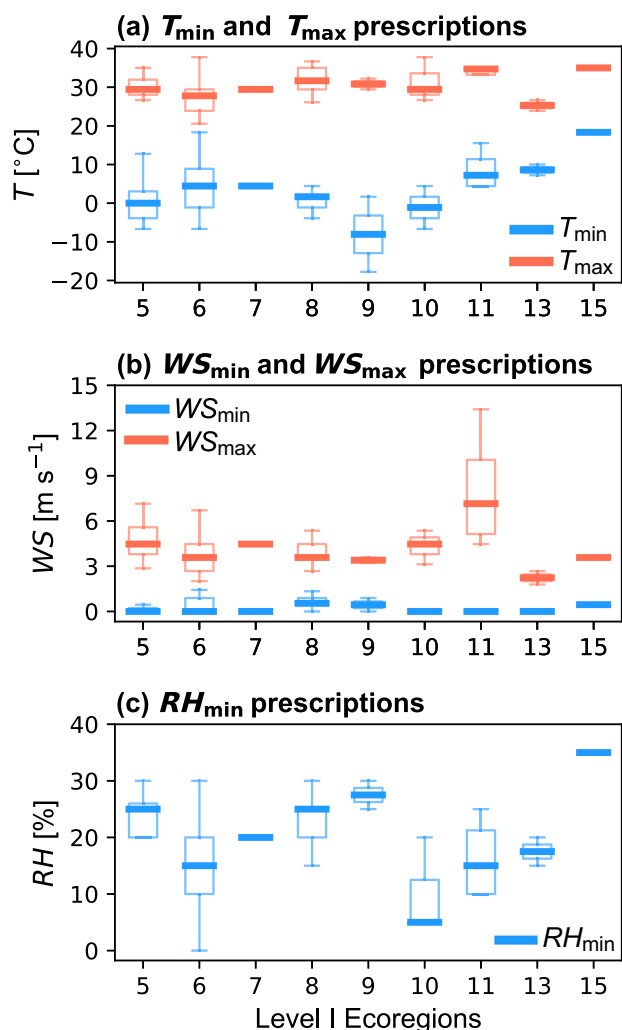 (a) Tmin and Tmax prescriptions
40
30
20
10
0
−10
−20
T [°C]
Tmin
Tmax
5 6 7 8 9 10 11 13 15
(b) WSmin and WSmax prescriptions
15
12
9
6
3
0
WS [m s−1]
WSmin
WSmax
5 6 7 8 9 10 11 13 15
(c) RHmin prescriptions
40
30
20
10
0
RH [%]
RHmin
5 6 7 8 9 10 11 13 15
Level I Ecoregions